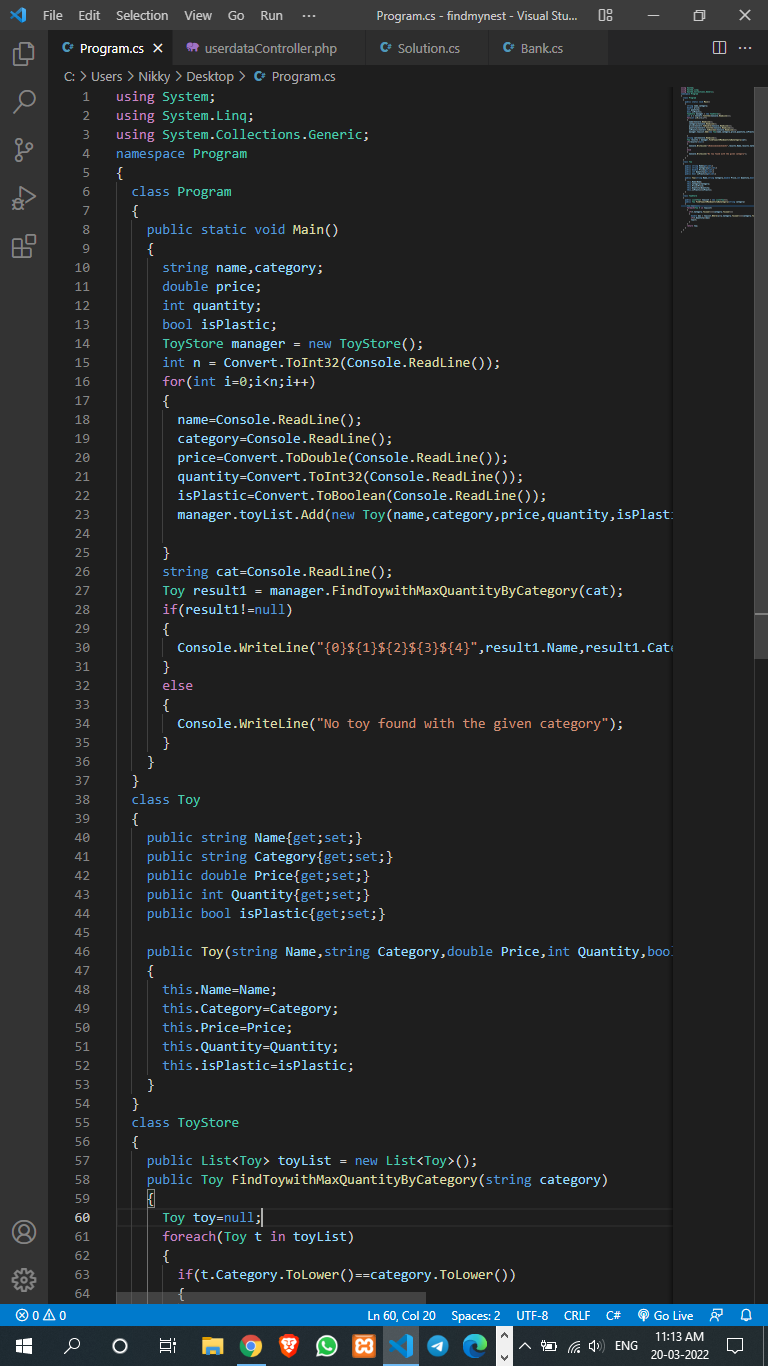 File Edit Selection View Go Run ··· Program.cs - findmynest - Visual Stu...
Program.cs userdataController.php Solution.cs Bank.cs ···
C: > Users > Nikky > Desktop > Program.cs
1 using System;
2 using System.Linq;
3 using System.Collections.Generic;
4 namespace Program
5 {
6 class Program
7 {
8 public static void Main()
9 {
10 string name,category;
11 double price;
12 int quantity;
13 bool isPlastic;
14 ToyStore manager = new ToyStore();
15 int n = Convert.ToInt32(Console.ReadLine());
16 for(int i=0;i<n;i++)
17 {
18 name=Console.ReadLine();
19 category=Console.ReadLine();
20 price=Convert.ToDouble(Console.ReadLine());
21 quantity=Convert.ToInt32(Console.ReadLine());
22 isPlastic=Convert.ToBoolean(Console.ReadLine());
23 manager.toyList.Add(new Toy(name,category,price,quantity,isPlasti
24
25 }
26 string cat=Console.ReadLine();
27 Toy result1 = manager.FindToywithMaxQuantityByCategory(cat);
28 if(result1!=null)
29 {
30 Console.WriteLine("{0}${1}${2}${3}${4}",result1.Name,result1.Cate
31 }
32 else
33 {
34 Console.WriteLine("No toy found with the given category");
35 }
36 }
37 }
38 class Toy
39 {
40 public string Name{get;set;}
41 public string Category{get;set;}
42 public double Price{get;set;}
43 public int Quantity{get;set;}
44 public bool isPlastic{get;set;}
45
46 public Toy(string Name,string Category,double Price,int Quantity,boo
47 {
48 this.Name=Name;
49 this.Category=Category;
50 this.Price=Price;
51 this.Quantity=Quantity;
52 this.isPlastic=isPlastic;
53 }
54 }
55 class ToyStore
56 {
57 public List<Toy> toyList = new List<Toy>();
58 public Toy FindToywithMaxQuantityByCategory(string category)
59 {
60 Toy toy=null;
61 foreach(Toy t in toyList)
62 {
63 if(t.Category.ToLower()==category.ToLower())
64 {
0 0 Ln 60, Col 20 Spaces: 2 UTF-8 CRLF C# Go Live
ENG 11:13 AM
20-03-2022